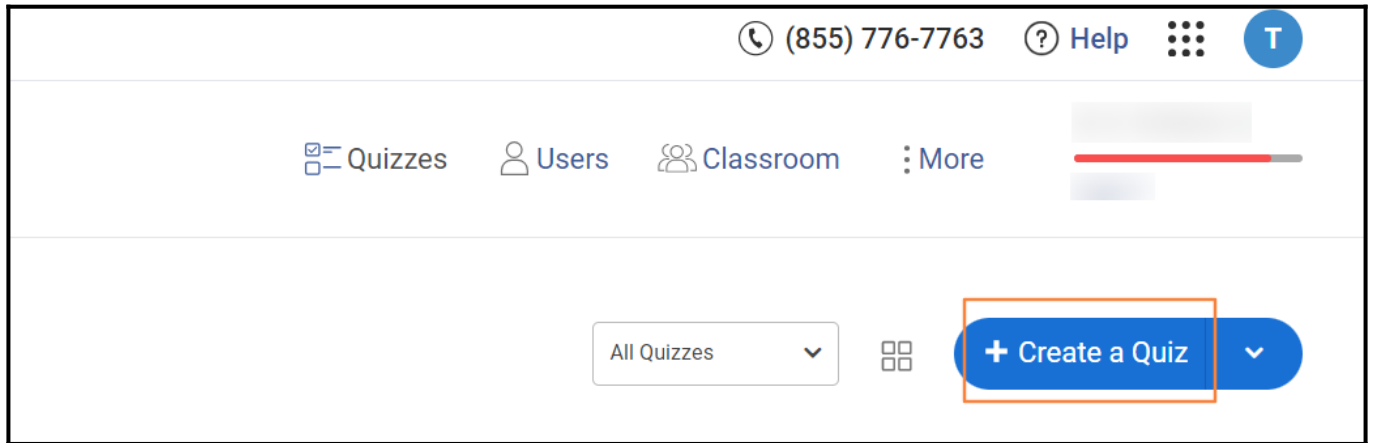 (855) 776-7763 Help T
Quizzes Users Classroom More
All Quizzes + Create a Quiz